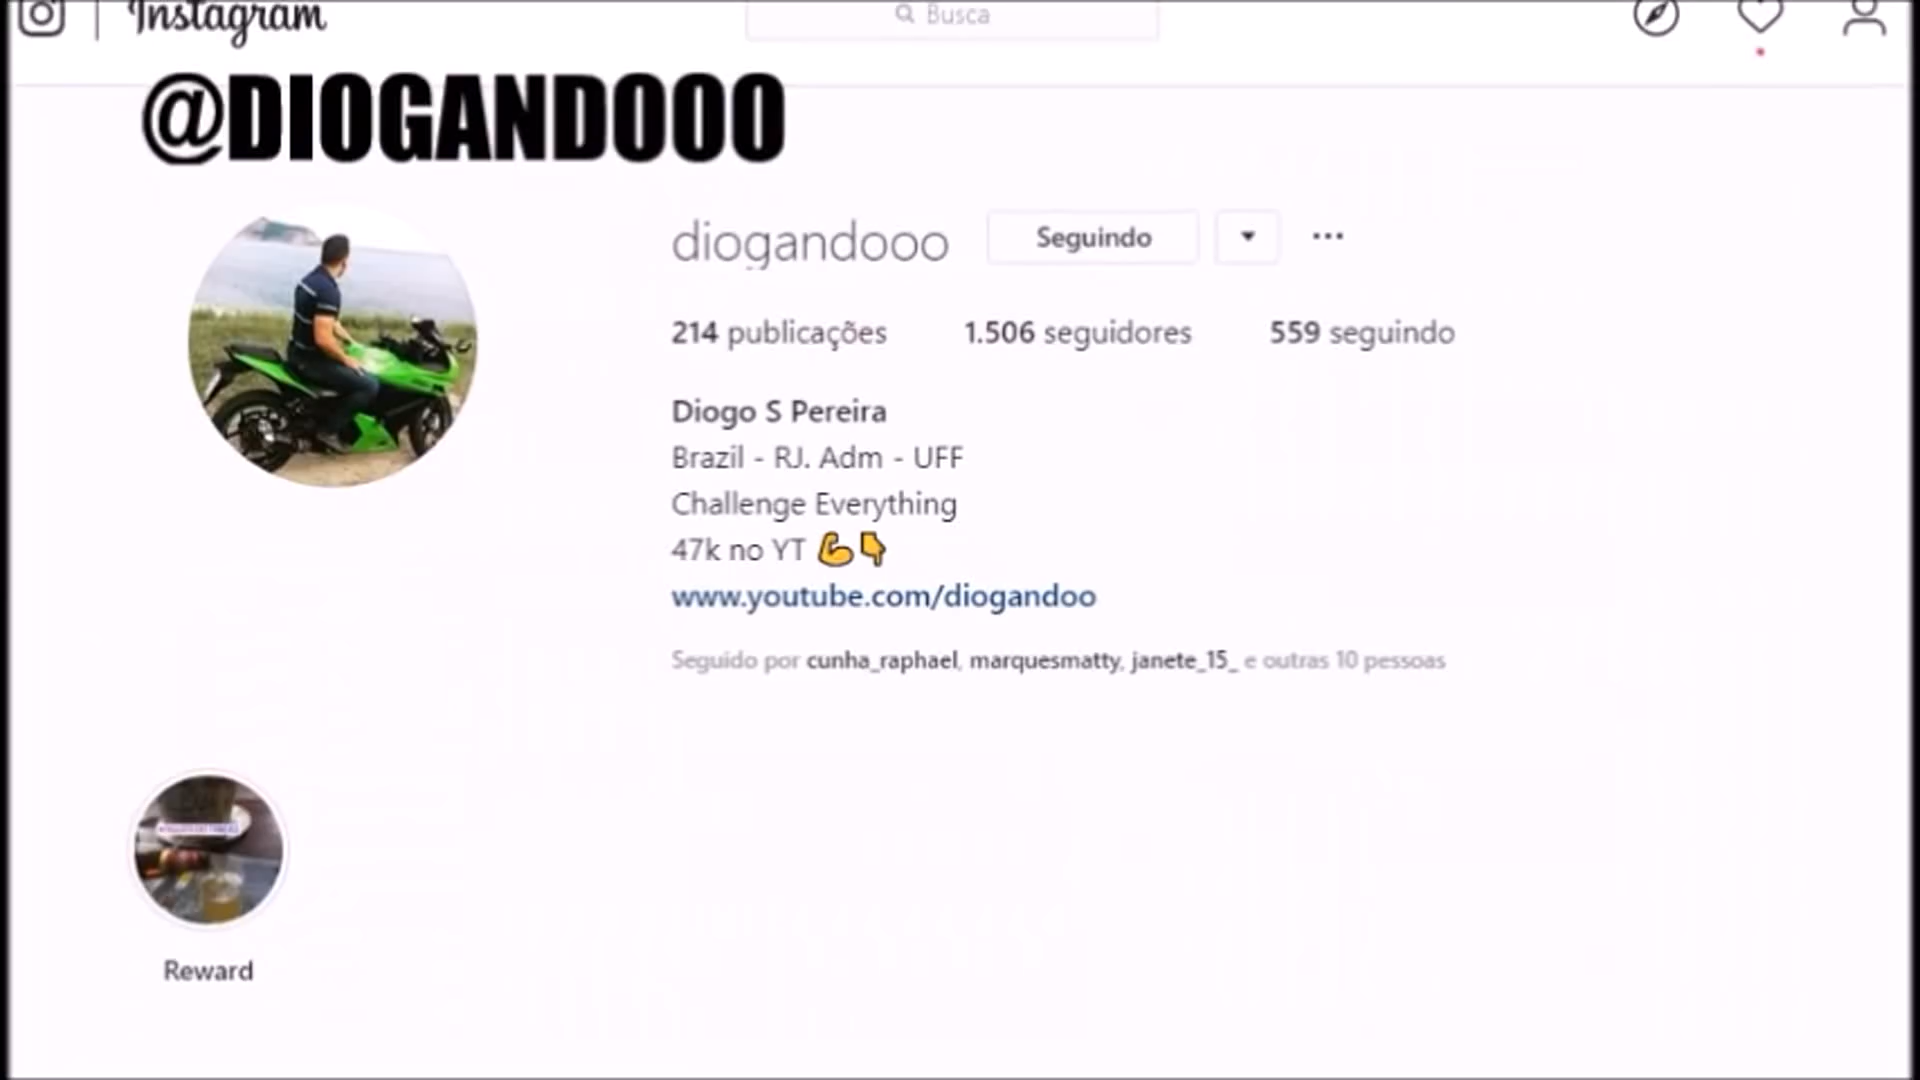 Instagram
Busca
@DIOGANDOOO
diogandooo Seguindo
214 publicações 1.506 seguidores 559 seguindo
Diogo S Pereira
Brazil - RJ. Adm - UFF
Challenge Everything
47k no YT 💪👇
www.youtube.com/diogandoo
Seguido por cunha_raphael, marquesmatty, janete_15_ e outras 10 pessoas
Reward